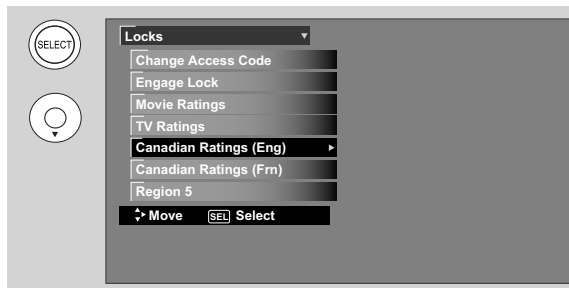 SELECT
Locks
Change Access Code
Engage Lock
Movie Ratings
TV Ratings
Canadian Ratings (Eng)
Canadian Ratings (Frn)
Region 5
Move SEL Select